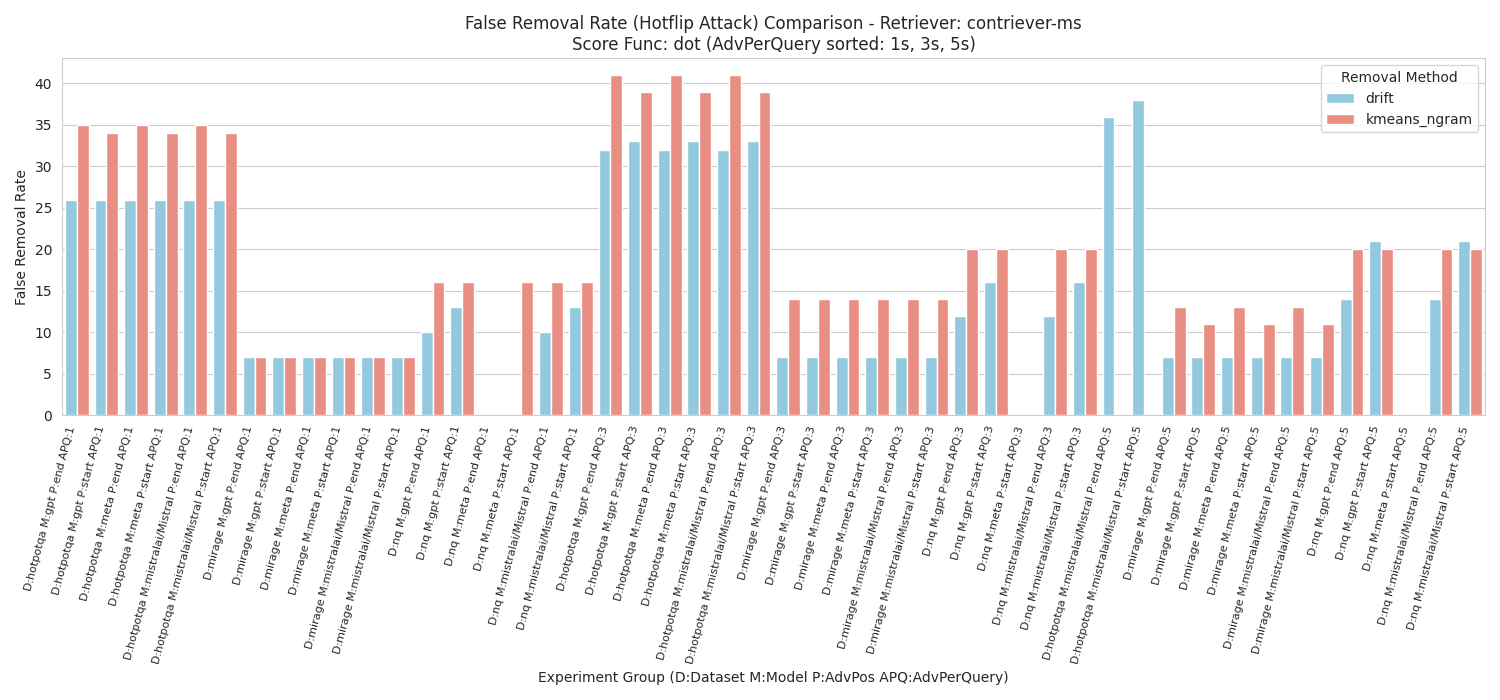 False Removal Rate (Hotflip Attack) Comparison - Retriever: contriever-ms
Score Func: dot (AdvPerQuery sorted: 1s, 3s, 5s)
Removal Method
drift
kmeans_ngram
False Removal Rate
40
35
30
25
20
15
10
5
0
D:hotpotqa M:gpt P:end APQ:1
D:hotpotqa M:gpt P:start APQ:1
D:hotpotqa M:meta P:end APQ:1
D:hotpotqa M:meta P:start APQ:1
D:hotpotqa M:mistralai/Mistral P:end APQ:1
D:hotpotqa M:mistralai/Mistral P:start APQ:1
D:mirage M:gpt P:end APQ:1
D:mirage M:gpt P:start APQ:1
D:mirage M:meta P:end APQ:1
D:mirage M:meta P:start APQ:1
D:mirage M:mistralai/Mistral P:end APQ:1
D:mirage M:mistralai/Mistral P:start APQ:1
D:nq M:gpt P:end APQ:1
D:nq M:gpt P:start APQ:1
D:nq M:meta P:end APQ:1
D:nq M:meta P:start APQ:1
D:nq M:mistralai/Mistral P:end APQ:1
D:nq M:mistralai/Mistral P:start APQ:1
D:hotpotqa M:gpt P:end APQ:3
D:hotpotqa M:gpt P:start APQ:3
D:hotpotqa M:meta P:end APQ:3
D:hotpotqa M:meta P:start APQ:3
D:hotpotqa M:mistralai/Mistral P:end APQ:3
D:hotpotqa M:mistralai/Mistral P:start APQ:3
D:mirage M:gpt P:end APQ:3
D:mirage M:gpt P:start APQ:3
D:mirage M:meta P:end APQ:3
D:mirage M:meta P:start APQ:3
D:mirage M:mistralai/Mistral P:end APQ:3
D:mirage M:mistralai/Mistral P:start APQ:3
D:nq M:gpt P:end APQ:3
D:nq M:gpt P:start APQ:3
D:nq M:meta P:start APQ:3
D:nq M:mistralai/Mistral P:end APQ:3
D:nq M:mistralai/Mistral P:start APQ:3
D:hotpotqa M:mistralai/Mistral P:end APQ:5
D:hotpotqa M:mistralai/Mistral P:start APQ:5
D:mirage M:gpt P:end APQ:5
D:mirage M:gpt P:start APQ:5
D:mirage M:meta P:end APQ:5
D:mirage M:meta P:start APQ:5
D:mirage M:mistralai/Mistral P:end APQ:5
D:mirage M:mistralai/Mistral P:start APQ:5
D:nq M:gpt P:end APQ:5
D:nq M:gpt P:start APQ:5
D:nq M:meta P:start APQ:5
D:nq M:mistralai/Mistral P:end APQ:5
D:nq M:mistralai/Mistral P:start APQ:5
Experiment Group (D:Dataset M:Model P:AdvPos APQ:AdvPerQuery)